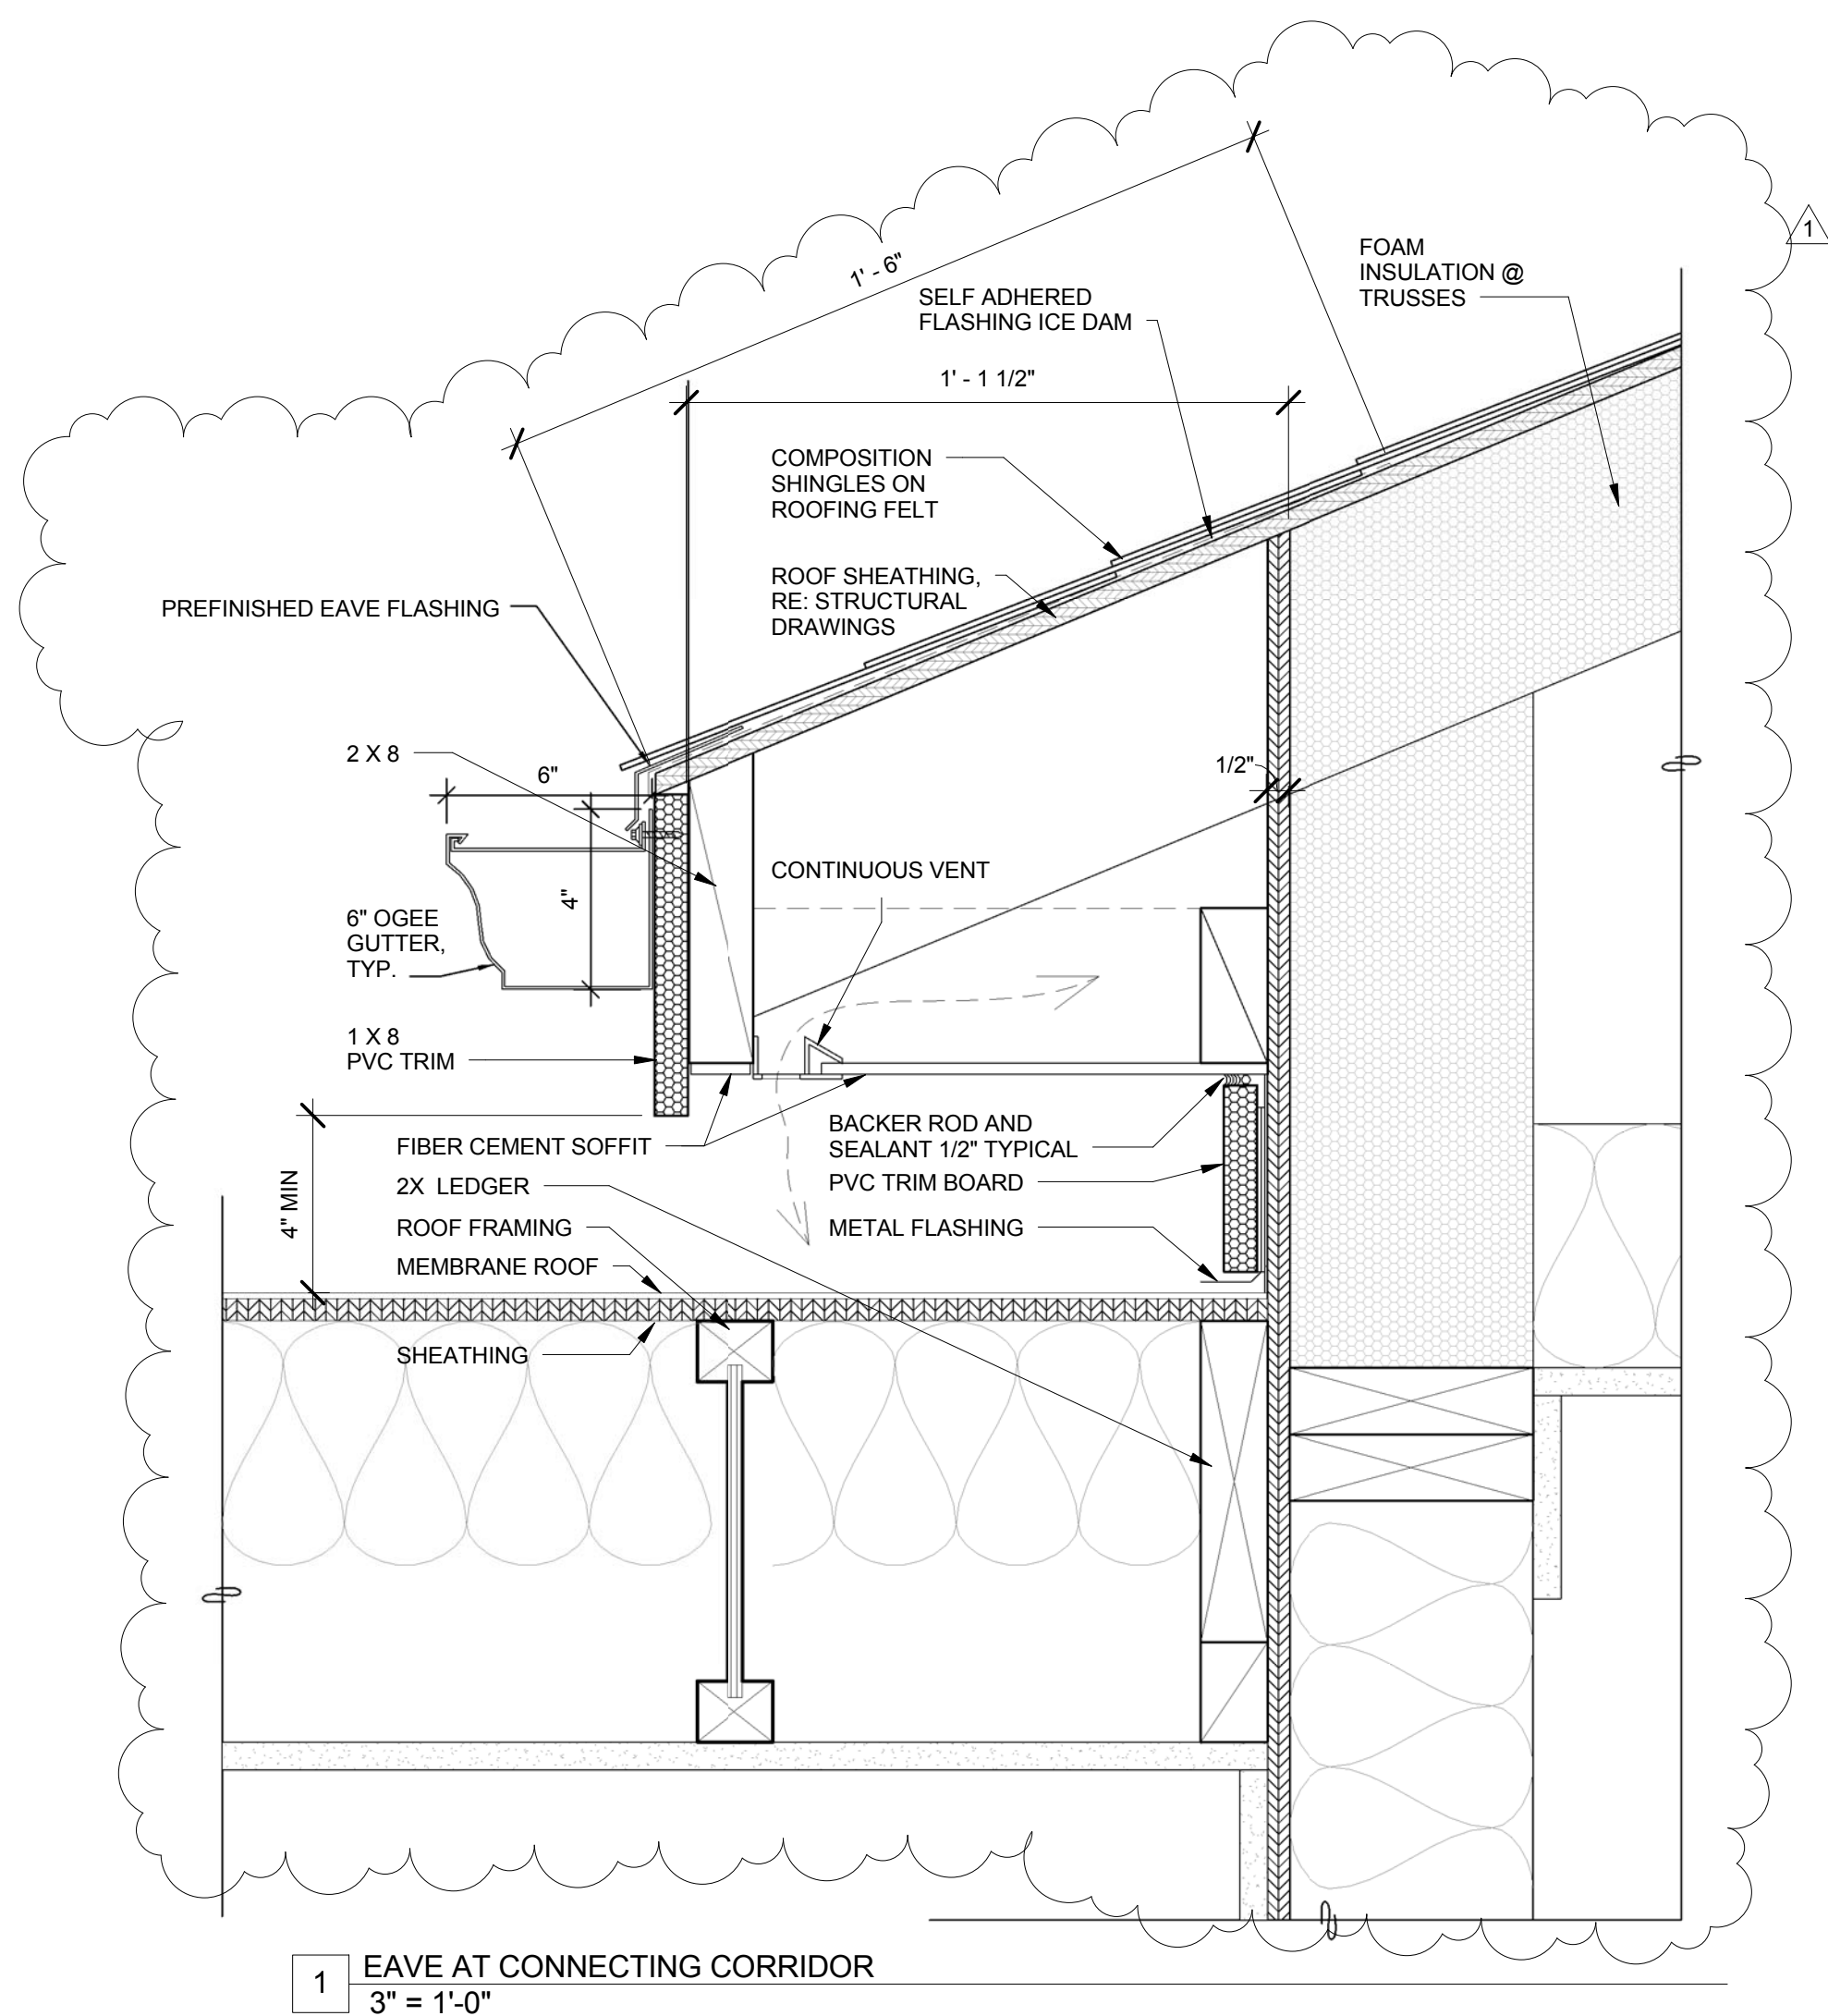 1
1' - 6"
FOAM
INSULATION @
TRUSSES
SELF ADHERED
FLASHING ICE DAM
1' - 1 1/2"
COMPOSITION
SHINGLES ON
ROOFING FELT
ROOF SHEATHING,
RE: STRUCTURAL
DRAWINGS
PREFINISHED EAVE FLASHING
2 X 8
6"
1/2"
4"
CONTINUOUS VENT
6" OGEE
GUTTER,
TYP.
1 X 8
PVC TRIM
4" MIN
FIBER CEMENT SOFFIT
2X LEDGER
ROOF FRAMING
MEMBRANE ROOF
SHEATHING
BACKER ROD AND
SEALANT 1/2" TYPICAL
PVC TRIM BOARD
METAL FLASHING
1
EAVE AT CONNECTING CORRIDOR
3" = 1'-0"